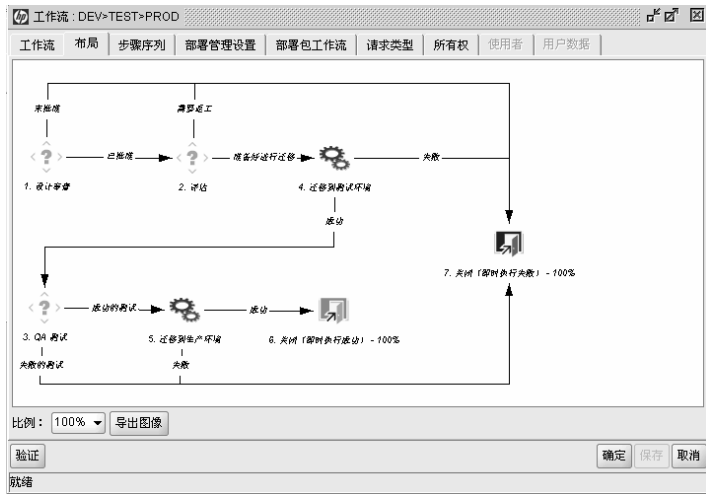 工作流 : DEV>TEST>PROD
工作流 布局 步骤序列 部署管理设置 部署包工作流 请求类型 所有权 使用者 用户数据
未批准 需要返工
已批准 准备好进行迁移 失败
1. 设计审督 2. 评估 4. 迁移到测试环境
成功
7. 关闭（即时执行失败）- 100%
成功的测试 成功
3. QA 测试 5. 迁移到生产环境 6. 关闭（即时执行成功）- 100%
失败的测试 失败
比例： 100% 导出图像
验证 确定 保存 取消
就绪